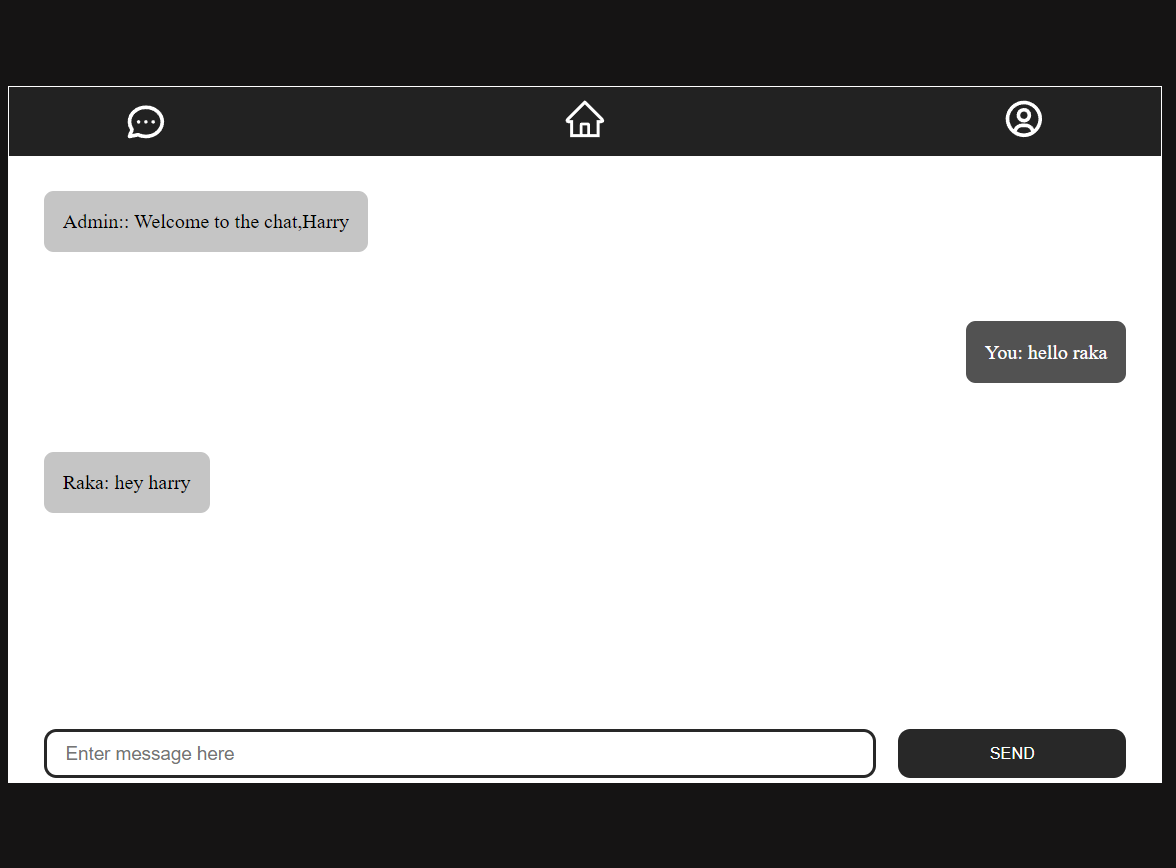 Admin:: Welcome to the chat,Harry
You: hello raka
Raka: hey harry
Enter message here
SEND